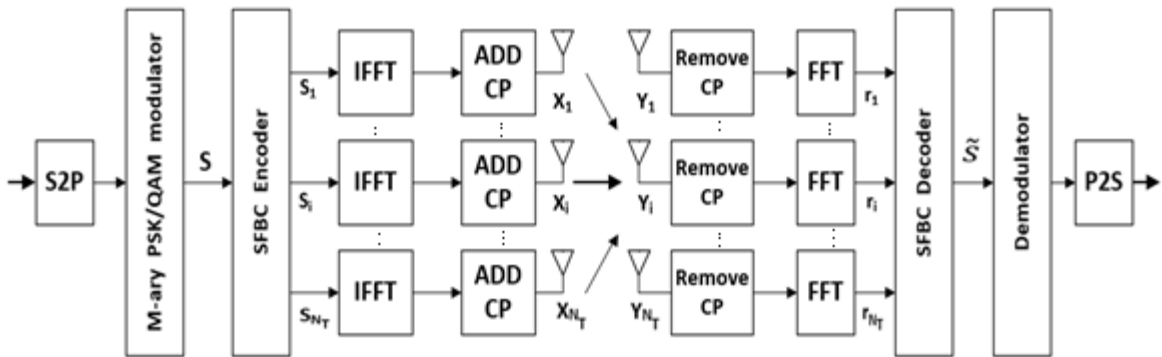 S2P
M-ary PSK/QAM modulator
S
SFBC Encoder
S1
IFFT
ADD
CP
X1
Y1
Remove
CP
FFT
r1
Si
IFFT
ADD
CP
Xi
Yi
Remove
CP
FFT
ri
SNT
IFFT
ADD
CP
XNT
YNT
Remove
CP
FFT
rNT
SFBC Decoder
S̃
Demodulator
P2S